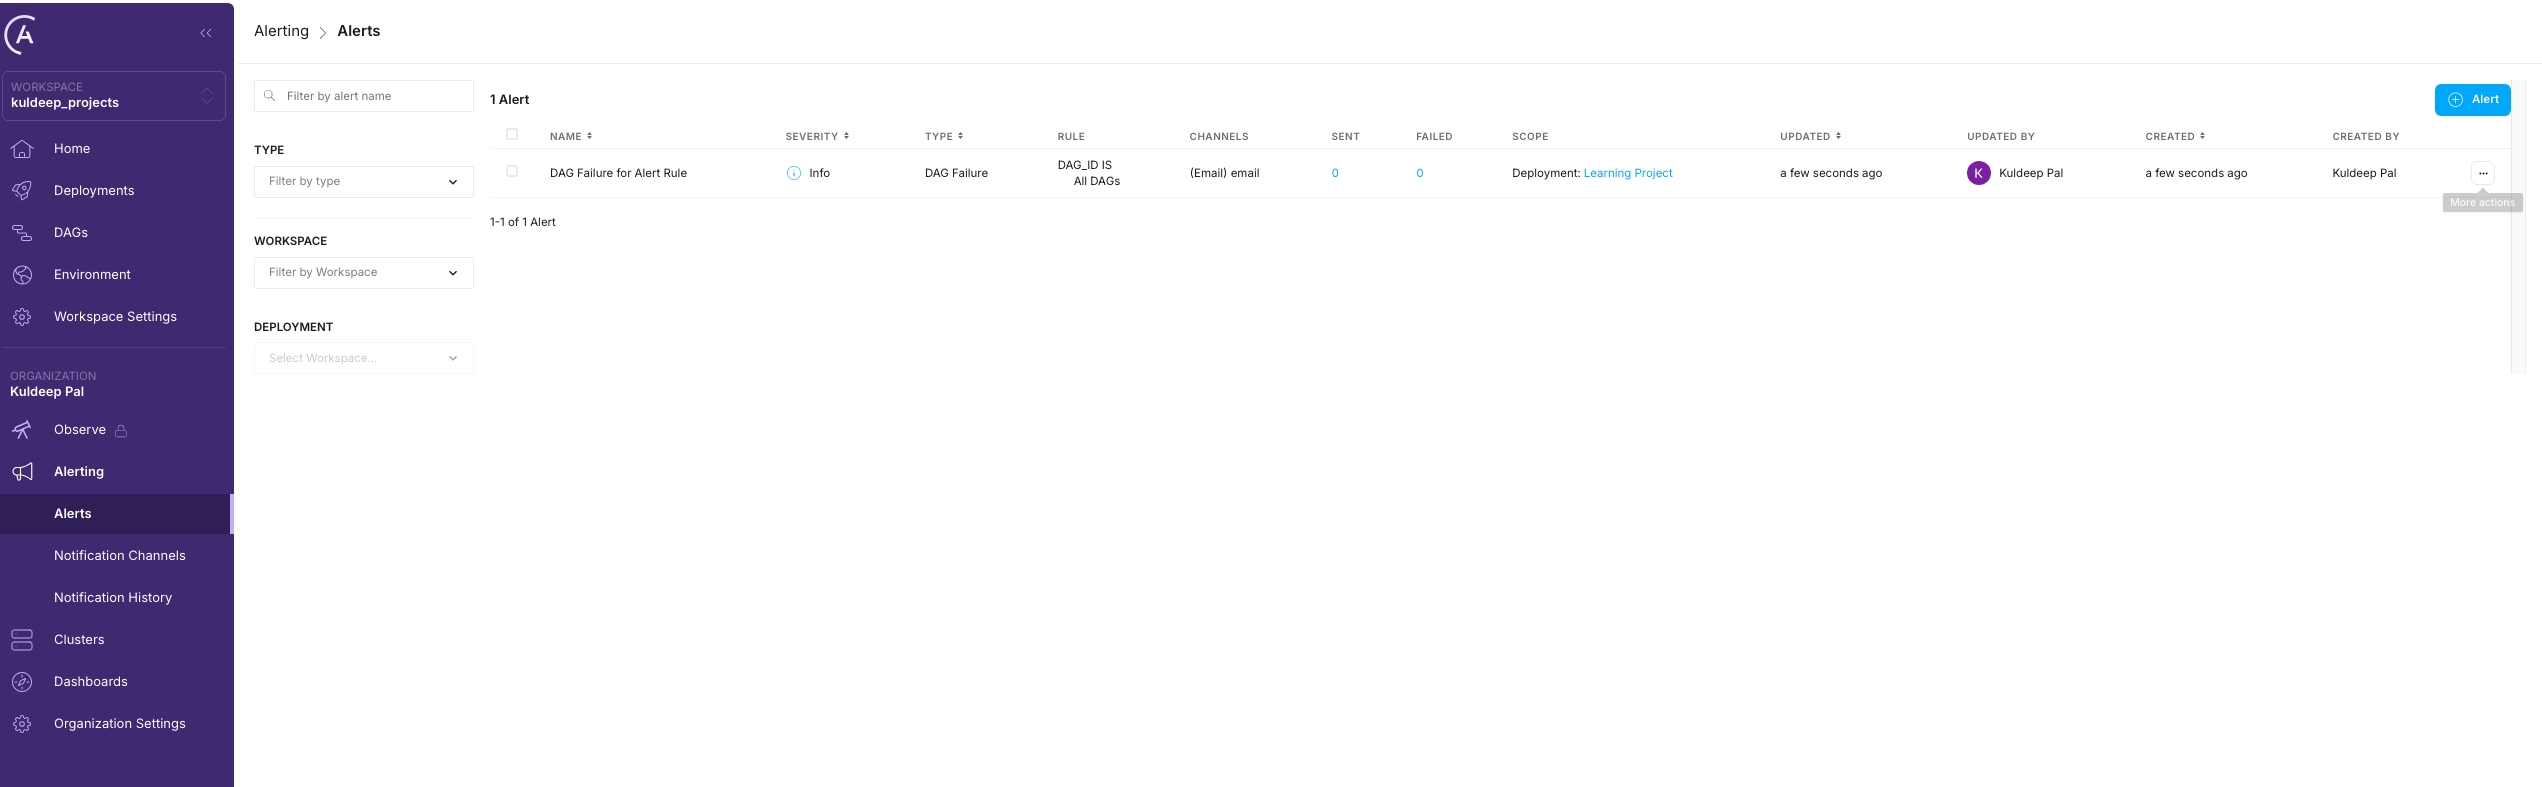 WORKSPACE
kuldeep_projects
Home
Deployments
DAGs
Environment
Workspace Settings
ORGANIZATION
Kuldeep Pal
Observe
Alerting
Alerts
Notification Channels
Notification History
Clusters
Dashboards
Organization Settings
Alerting > Alerts
Filter by alert name
TYPE
Filter by type
WORKSPACE
Filter by Workspace
DEPLOYMENT
Select Workspace...
1 Alert
Alert
NAME SEVERITY TYPE RULE CHANNELS SENT FAILED SCOPE UPDATED UPDATED BY CREATED CREATED BY
DAG Failure for Alert Rule Info DAG Failure DAG_ID IS (Email) email 0 0 Deployment: Learning Project a few seconds ago K Kuldeep Pal a few seconds ago Kuldeep Pal ...
All DAGs
More actions
1-1 of 1 Alert